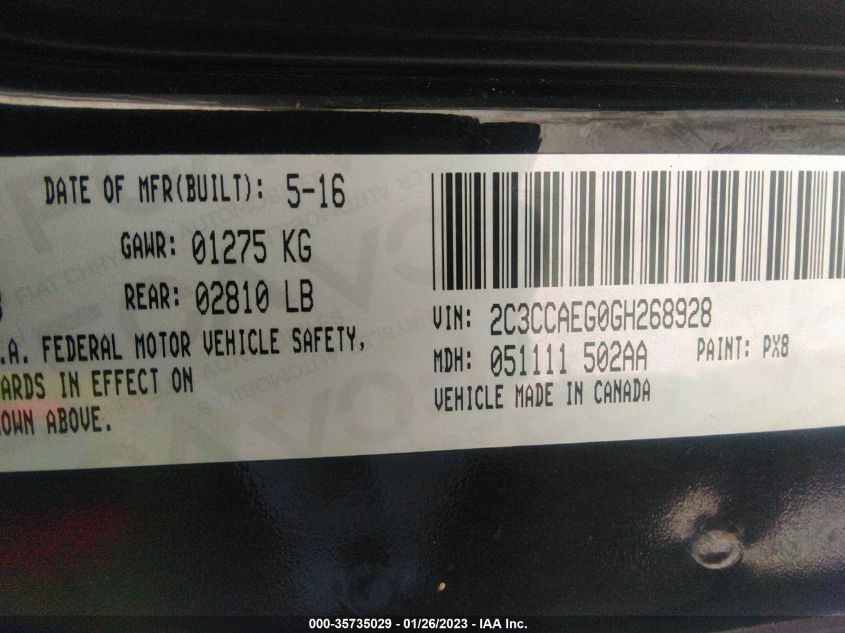 DATE OF MFR(BUILT): 5-16
GAWR: 01275 KG
REAR: 02810 LB
.A. FEDERAL MOTOR VEHICLE SAFETY,
ARDS IN EFFECT ON
OWN ABOVE.
VIN: 2C3CCAEG0GH268928
MDH: 051111 502AA PAINT: PX8
VEHICLE MADE IN CANADA
000-35735029 - 01/26/2023 - IAA Inc.